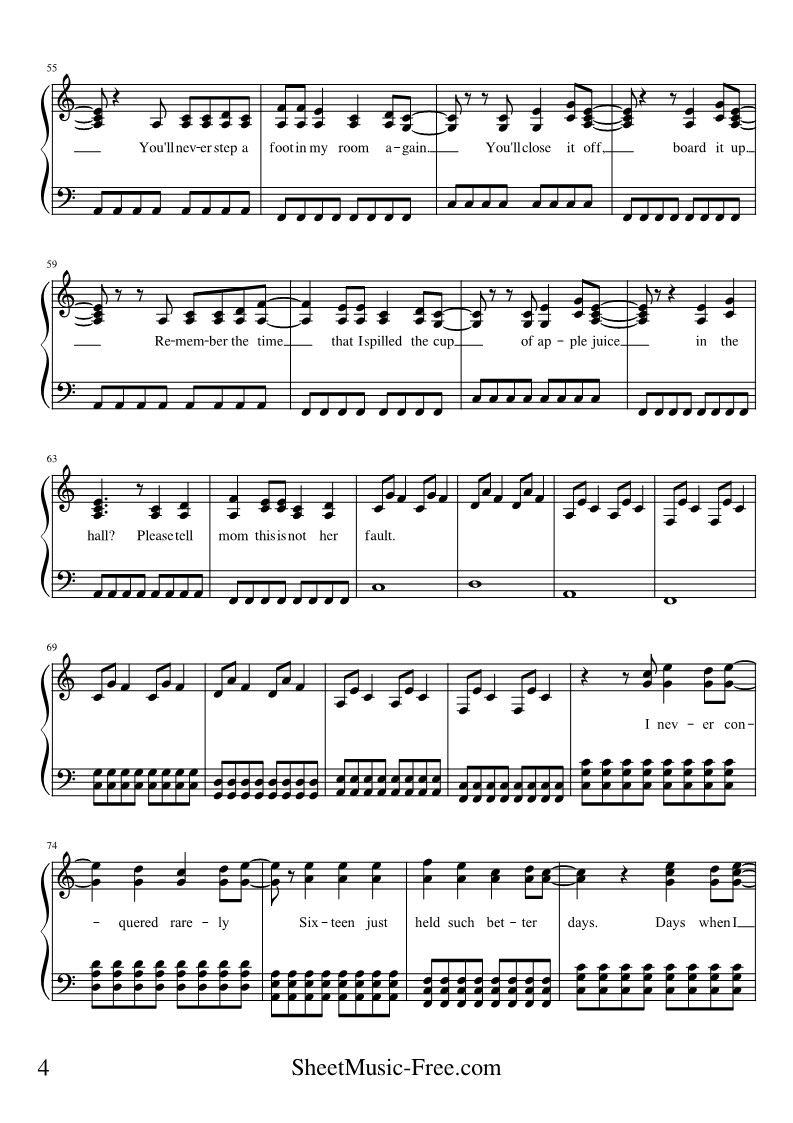 55
You'll nev-er step a foot in my room a-gain. You'll close it off, board it up.
59
Re-mem-ber the time that I spilled the cup of ap-ple juice in the
63
hall? Please tell mom this is not her fault.
69
I nev-er con-
74
- quered rare-ly Six-teen just held such bet-ter days. Days when I
4 SheetMusic-Free.com